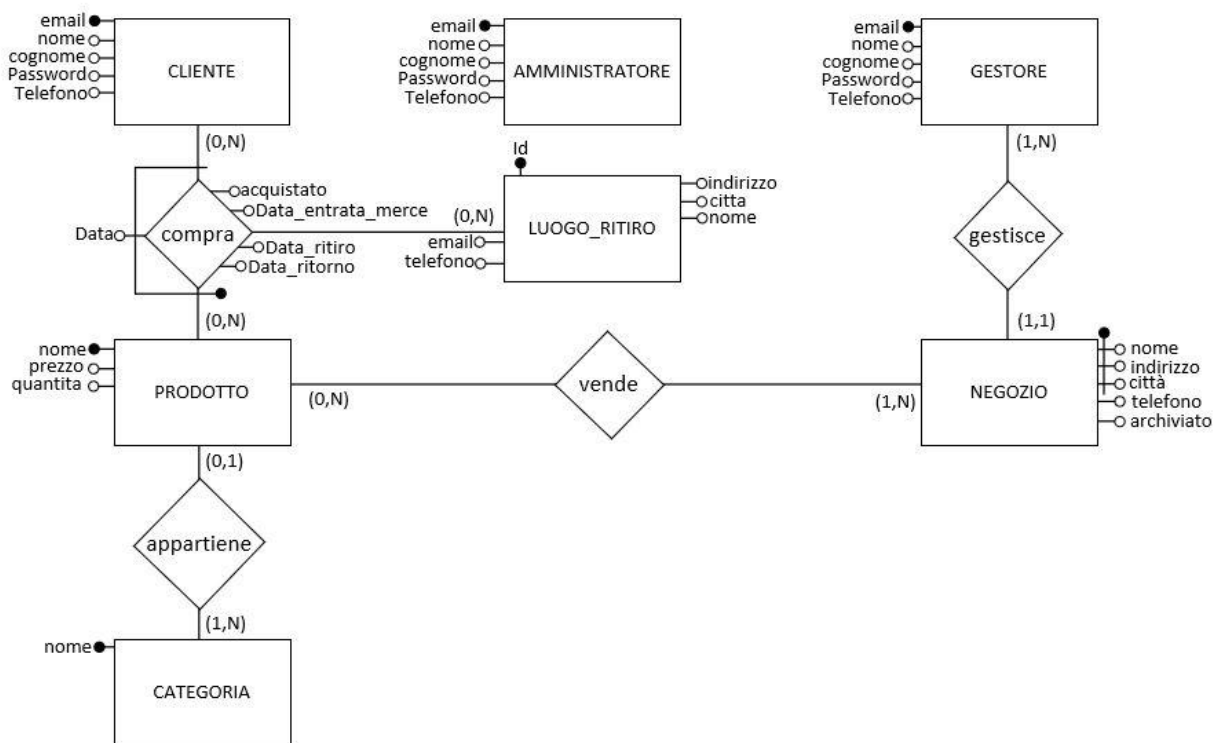 email
nome
cognome
Password
Telefono
CLIENTE
email
nome
cognome
Password
Telefono
AMMINISTRATORE
email
nome
cognome
Password
Telefono
GESTORE
(0,N)
(1,N)
Id
acquistato
Data_entrata_merce
Data
compra
Data_ritiro
Data_ritorno
(0,N)
email
telefono
LUOGO_RITIRO
indirizzo
citta
nome
gestisce
(0,N)
(1,1)
nome
prezzo
quantita
PRODOTTO
(0,N)
vende
(1,N)
NEGOZIO
nome
indirizzo
città
telefono
archiviato
(0,1)
appartiene
(1,N)
nome
CATEGORIA